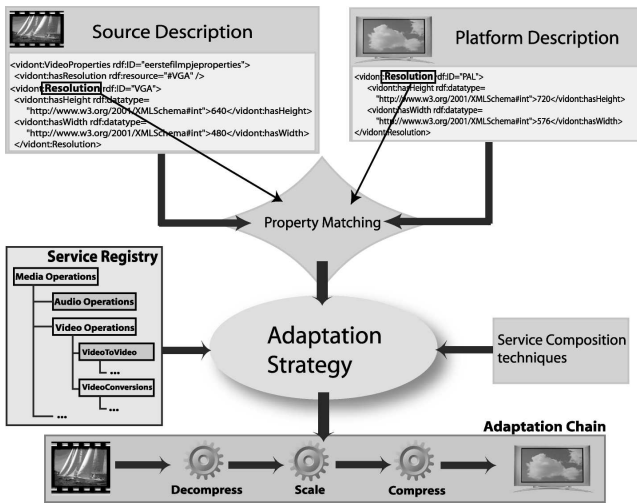 Source Description
<vidont:VideoProperties rdf:ID="eerstefilmpjeproperties">
<vidont:hasResolution rdf:resource="#VGA" />
<vidont:Resolution rdf:ID="VGA">
<vidont:hasHeight rdf:datatype=
"http://www.w3.org/2001/XMLSchema#int">640</vidont:hasHeight>
<vidont:hasWidth rdf:datatype=
"http://www.w3.org/2001/XMLSchema#int">480</vidont:hasWidth>
</vidont:Resolution>
Platform Description
<vidont:Resolution rdf:ID="PAL">
<vidont:hasHeight rdf:datatype=
"http://www.w3.org/2001/XMLSchema#int">720</vidont:hasHeight>
<vidont:hasWidth rdf:datatype=
"http://www.w3.org/2001/XMLSchema#int">576</vidont:hasWidth>
</vidont:Resolution>
Property Matching
Service Registry
Media Operations
Audio Operations
Video Operations
VideoToVideo
...
VideoConversions
...
...
Adaptation
Strategy
Service Composition
techniques
Adaptation Chain
Decompress
Scale
Compress